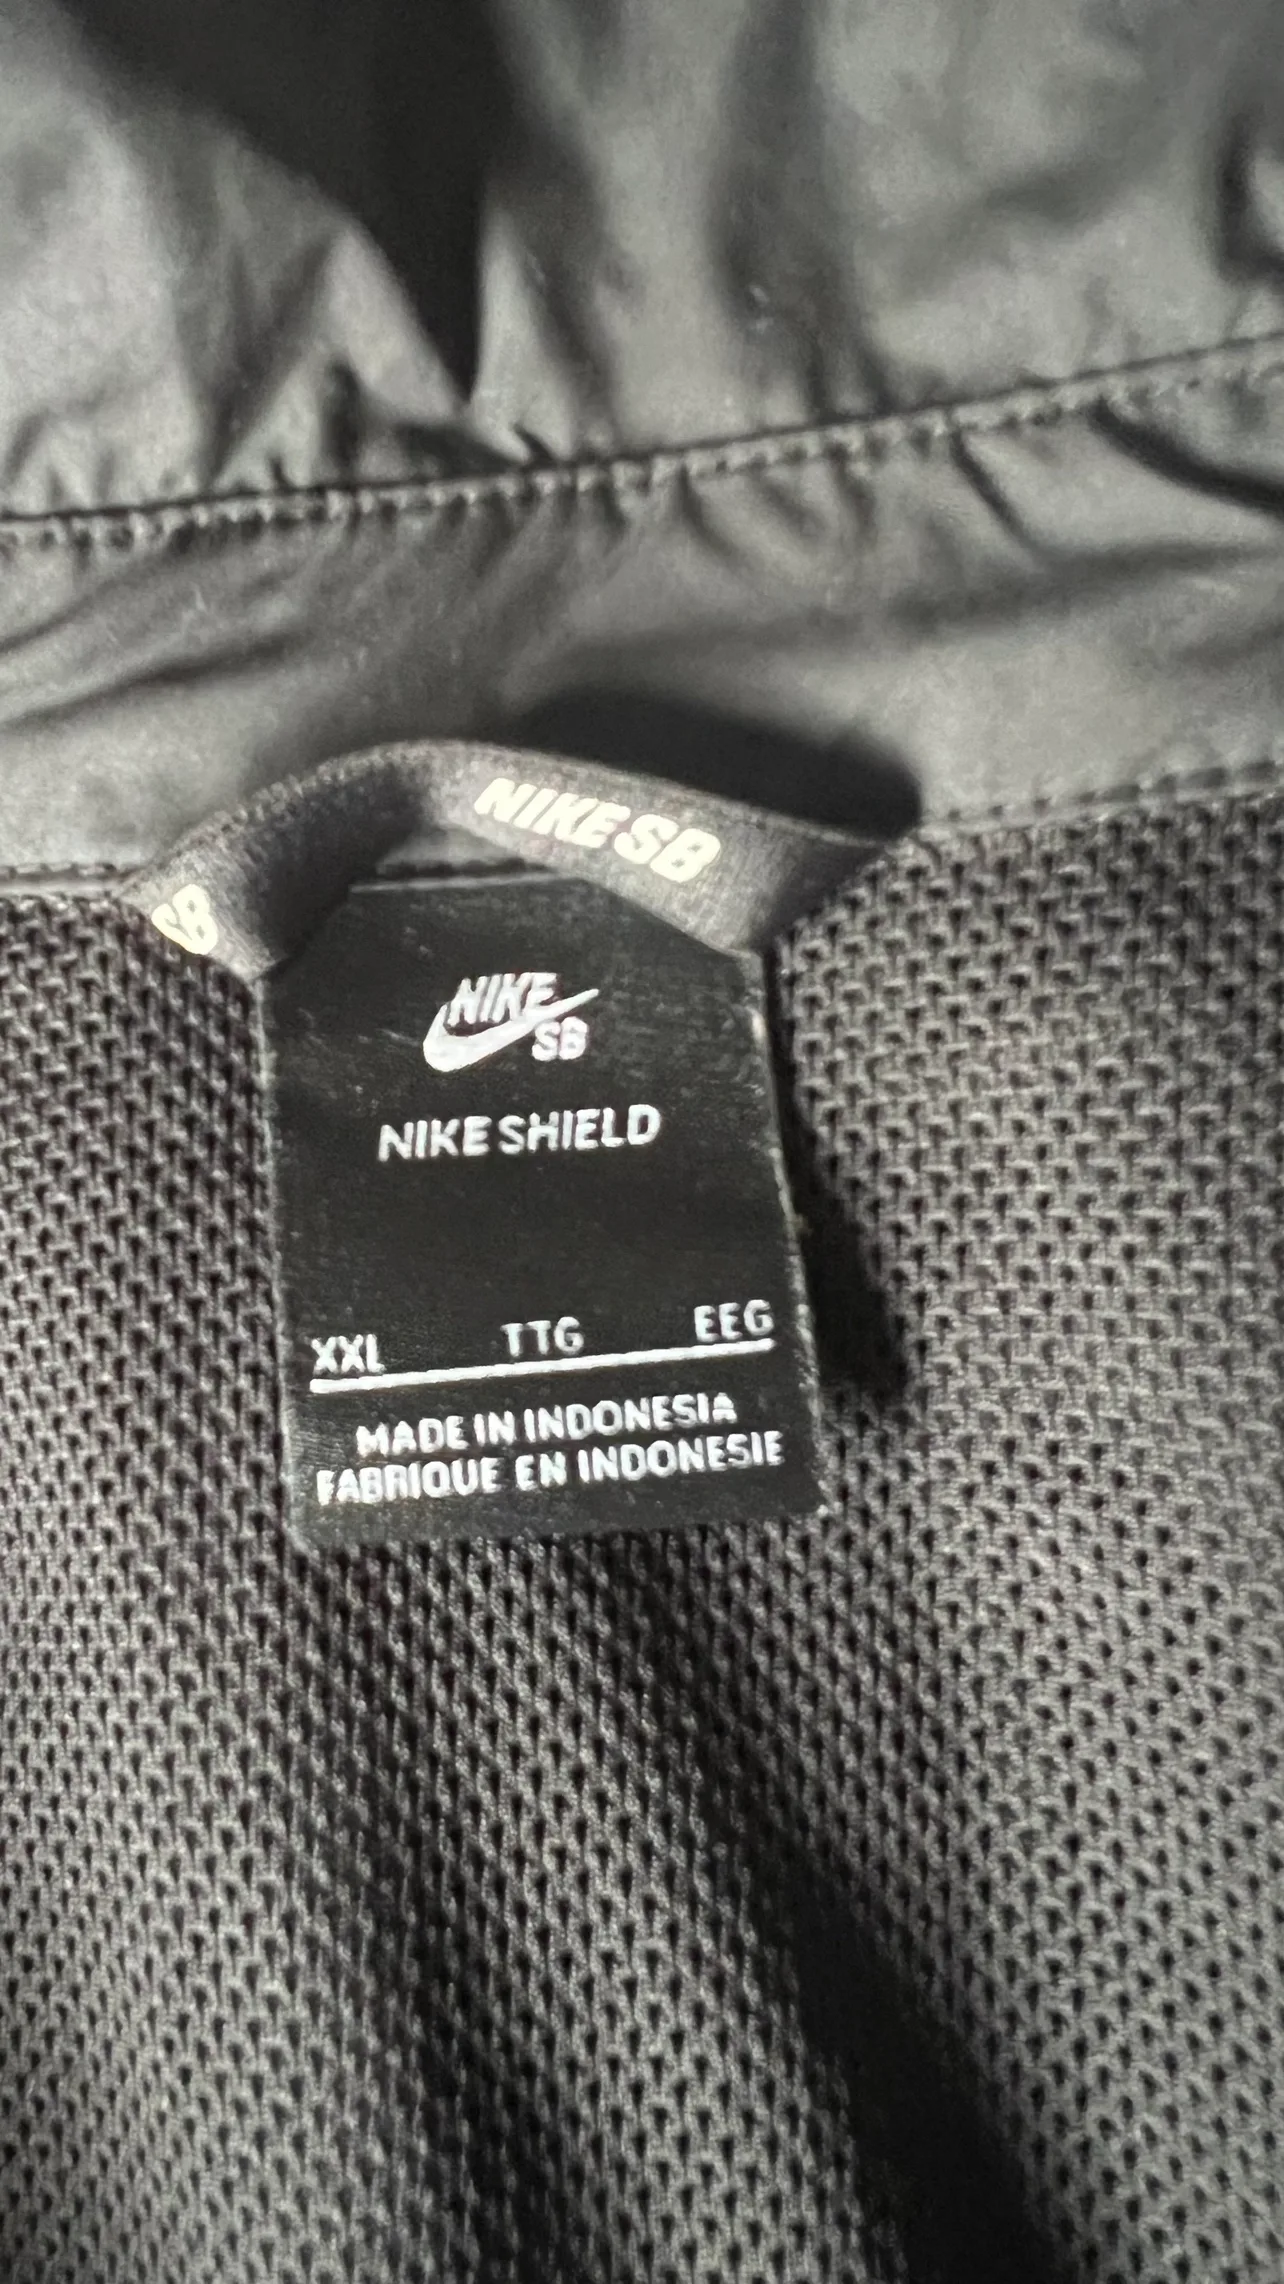 NIKE SB
SB
NIKE
SB
NIKE SHIELD
XXL TTG EEG
MADE IN INDONESIA
FABRIQUE EN INDONESIE